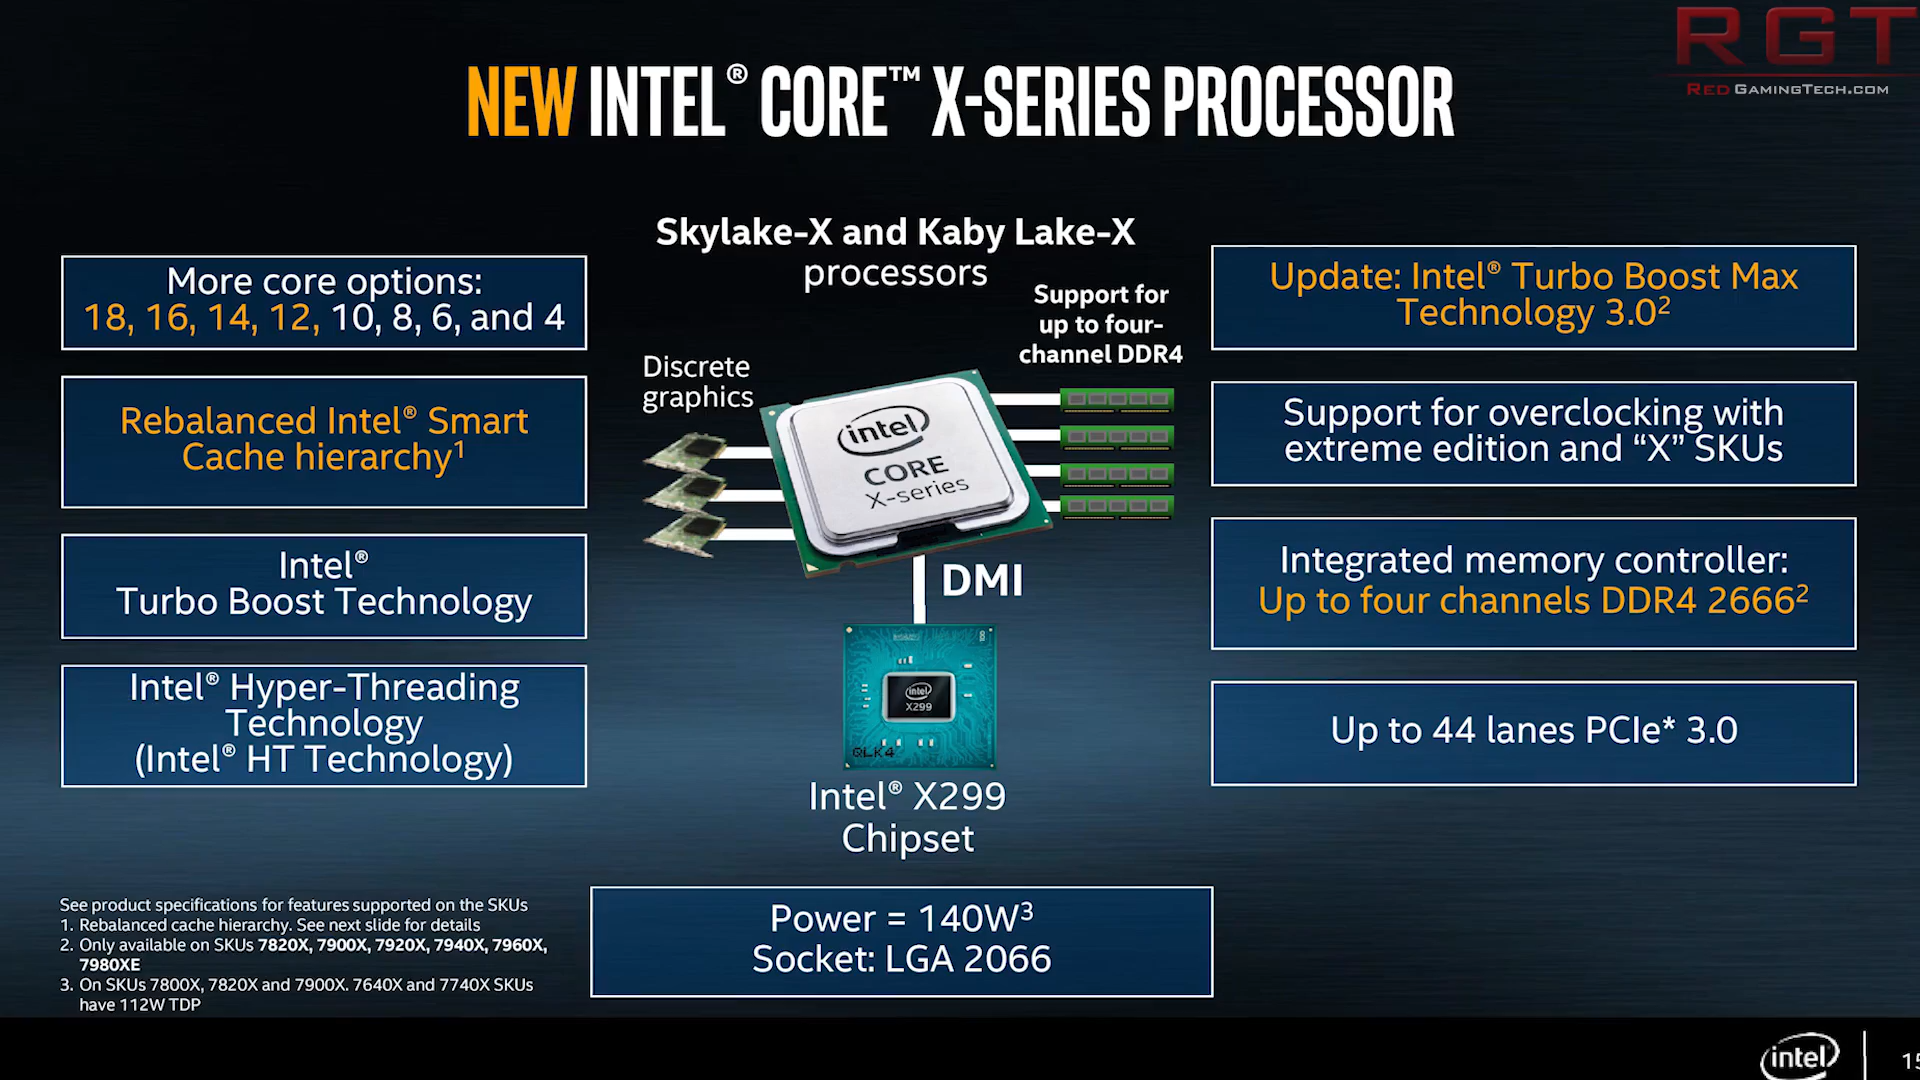 RGT
RED GAMINGTECH.COM
NEW INTEL® CORE™ X-SERIES PROCESSOR
Skylake-X and Kaby Lake-X
processors
More core options:
18, 16, 14, 12, 10, 8, 6, and 4
Rebalanced Intel® Smart
Cache hierarchy¹
Intel®
Turbo Boost Technology
Intel® Hyper-Threading
Technology
(Intel® HT Technology)
Discrete
graphics
Support for
up to four-
channel DDR4
intel
CORE
X-series
DMI
intel
X299
QLK4
Intel® X299
Chipset
Update: Intel® Turbo Boost Max
Technology 3.0²
Support for overclocking with
extreme edition and “X” SKUs
Integrated memory controller:
Up to four channels DDR4 2666²
Up to 44 lanes PCIe* 3.0
Power = 140W³
Socket: LGA 2066
See product specifications for features supported on the SKUs
1. Rebalanced cache hierarchy. See next slide for details
2. Only available on SKUs 7820X, 7900X, 7920X, 7940X, 7960X,
7980XE
3. On SKUs 7800X, 7820X and 7900X. 7640X and 7740X SKUs
have 112W TDP
intel
15